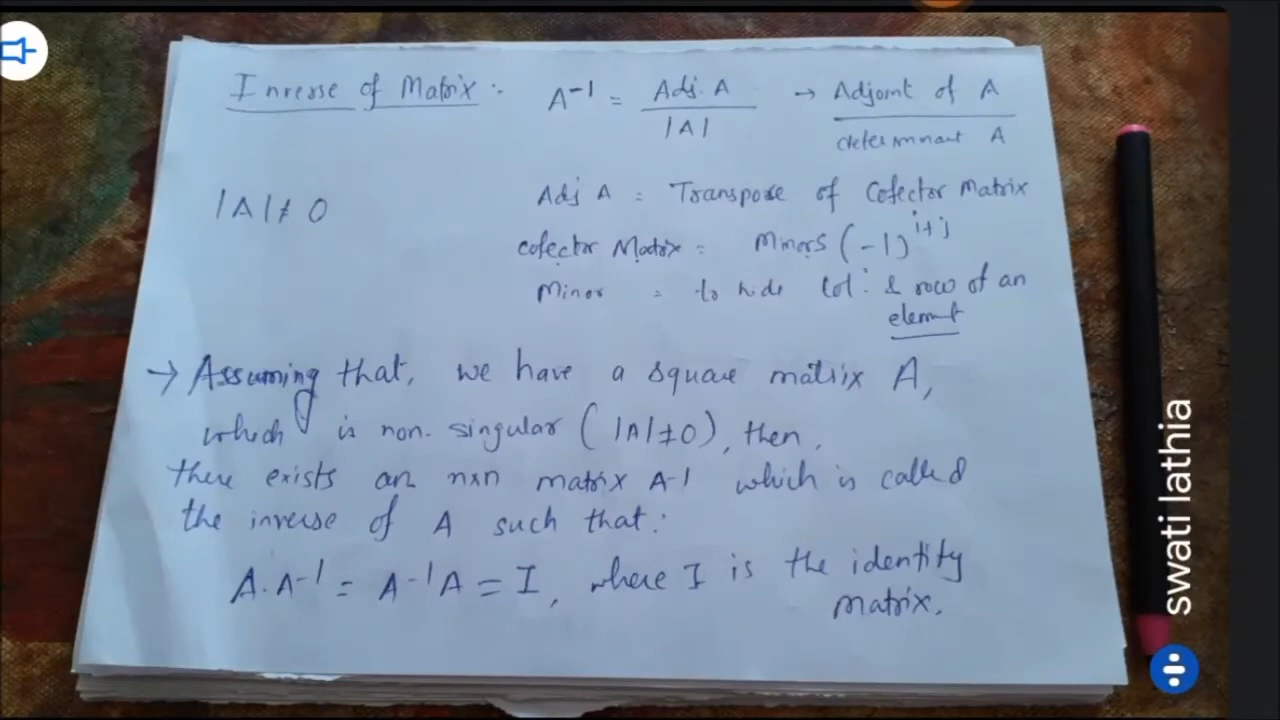 Inverse of Matrix :- A-1 = Adj. A / |A| → Adjoint of A / determinant A
|A| ≠ 0
Adj A = Transpose of Cofector Matrix
Cofector Matrix = Minors (-1)^i+j
Minor = to hide Col: & row of an
element
→ Assuming that, we have a square matrix A,
which is non-singular (|A| ≠ 0), then,
there exists an nxn matrix A-1 which is called
the inverse of A such that:
A.A-1 = A-1A = I, where I is the identity
matrix.
swati lathia